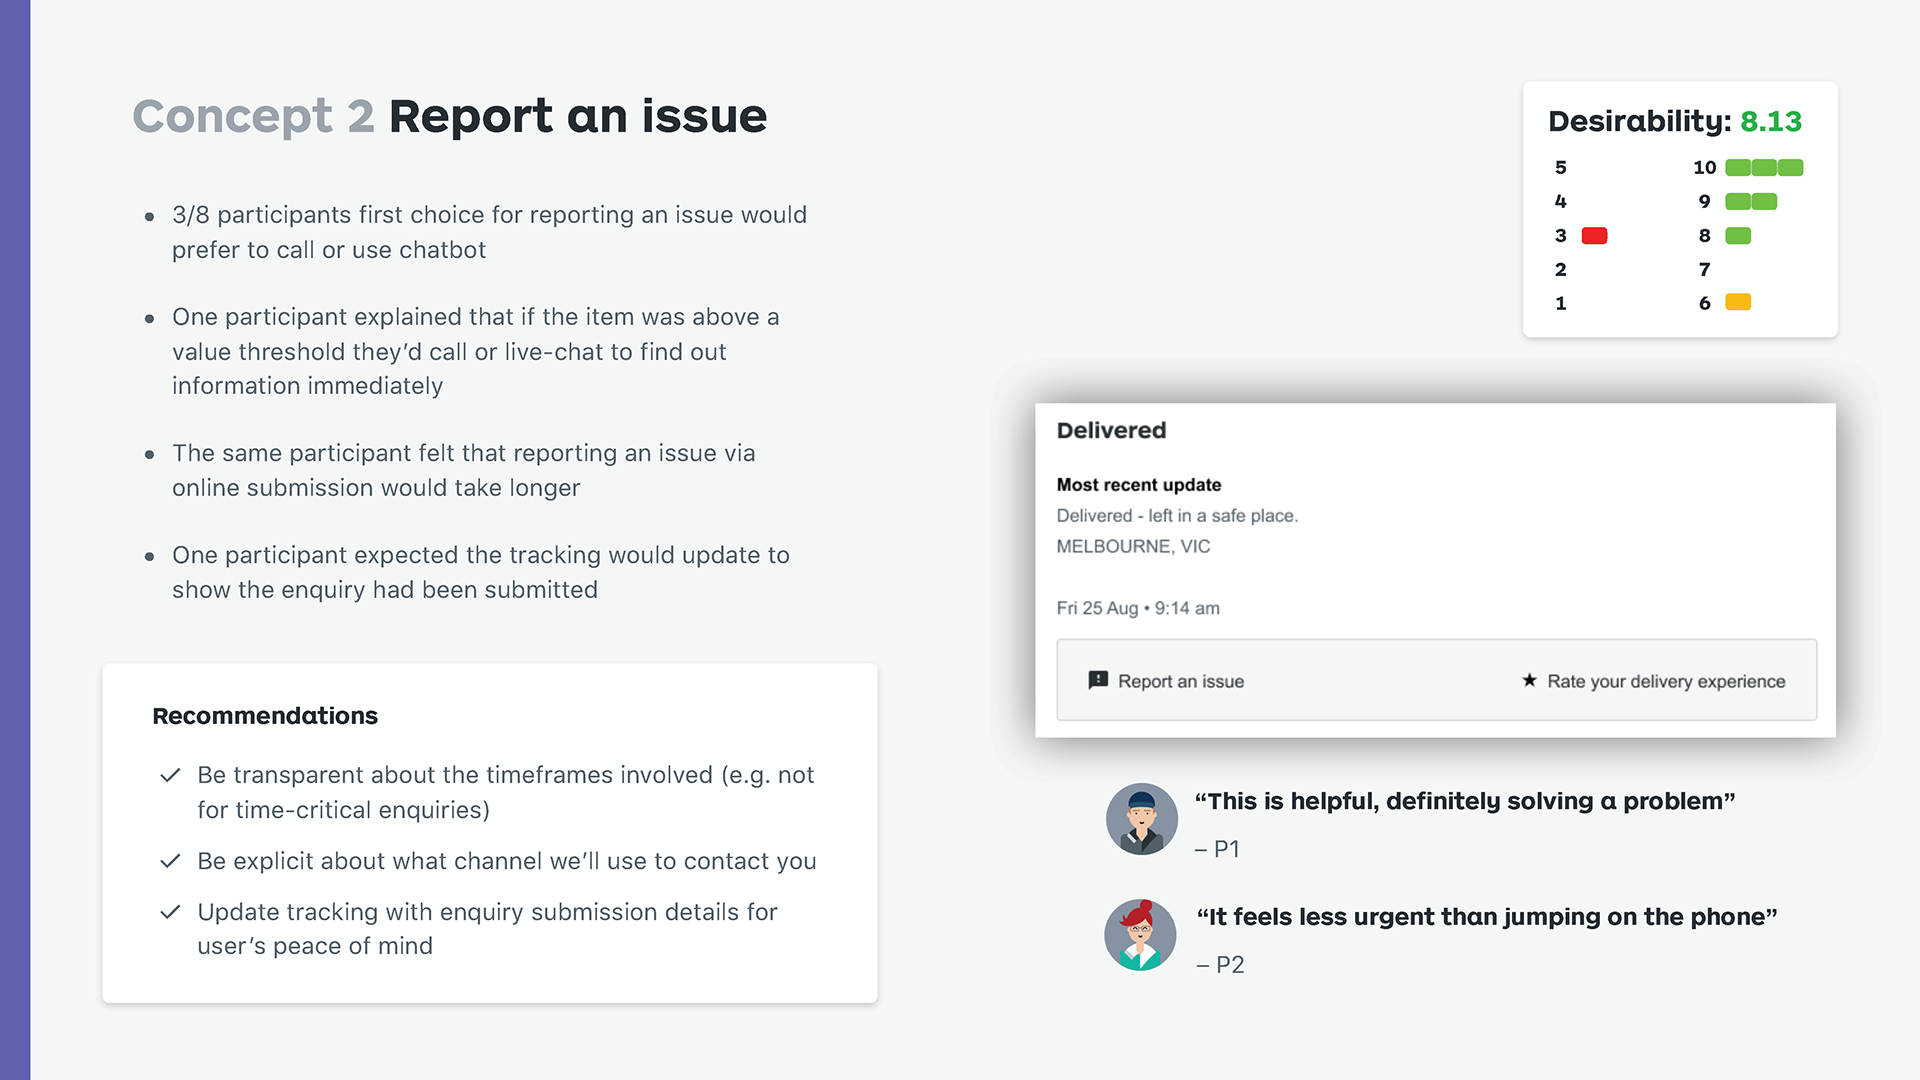 Concept 2 Report an issue
• 3/8 participants first choice for reporting an issue would
prefer to call or use chatbot
• One participant explained that if the item was above a
value threshold they’d call or live-chat to find out
information immediately
• The same participant felt that reporting an issue via
online submission would take longer
• One participant expected the tracking would update to
show the enquiry had been submitted
Recommendations
Be transparent about the timeframes involved (e.g. not
for time-critical enquiries)
Be explicit about what channel we’ll use to contact you
Update tracking with enquiry submission details for
user’s peace of mind
Desirability: 8.13
5 10
4 9
3 8
2 7
1 6
Delivered
Most recent update
Delivered - left in a safe place.
MELBOURNE, VIC
Fri 25 Aug • 9:14 am
Report an issue
Rate your delivery experience
“This is helpful, definitely solving a problem”
– P1
“It feels less urgent than jumping on the phone”
– P2